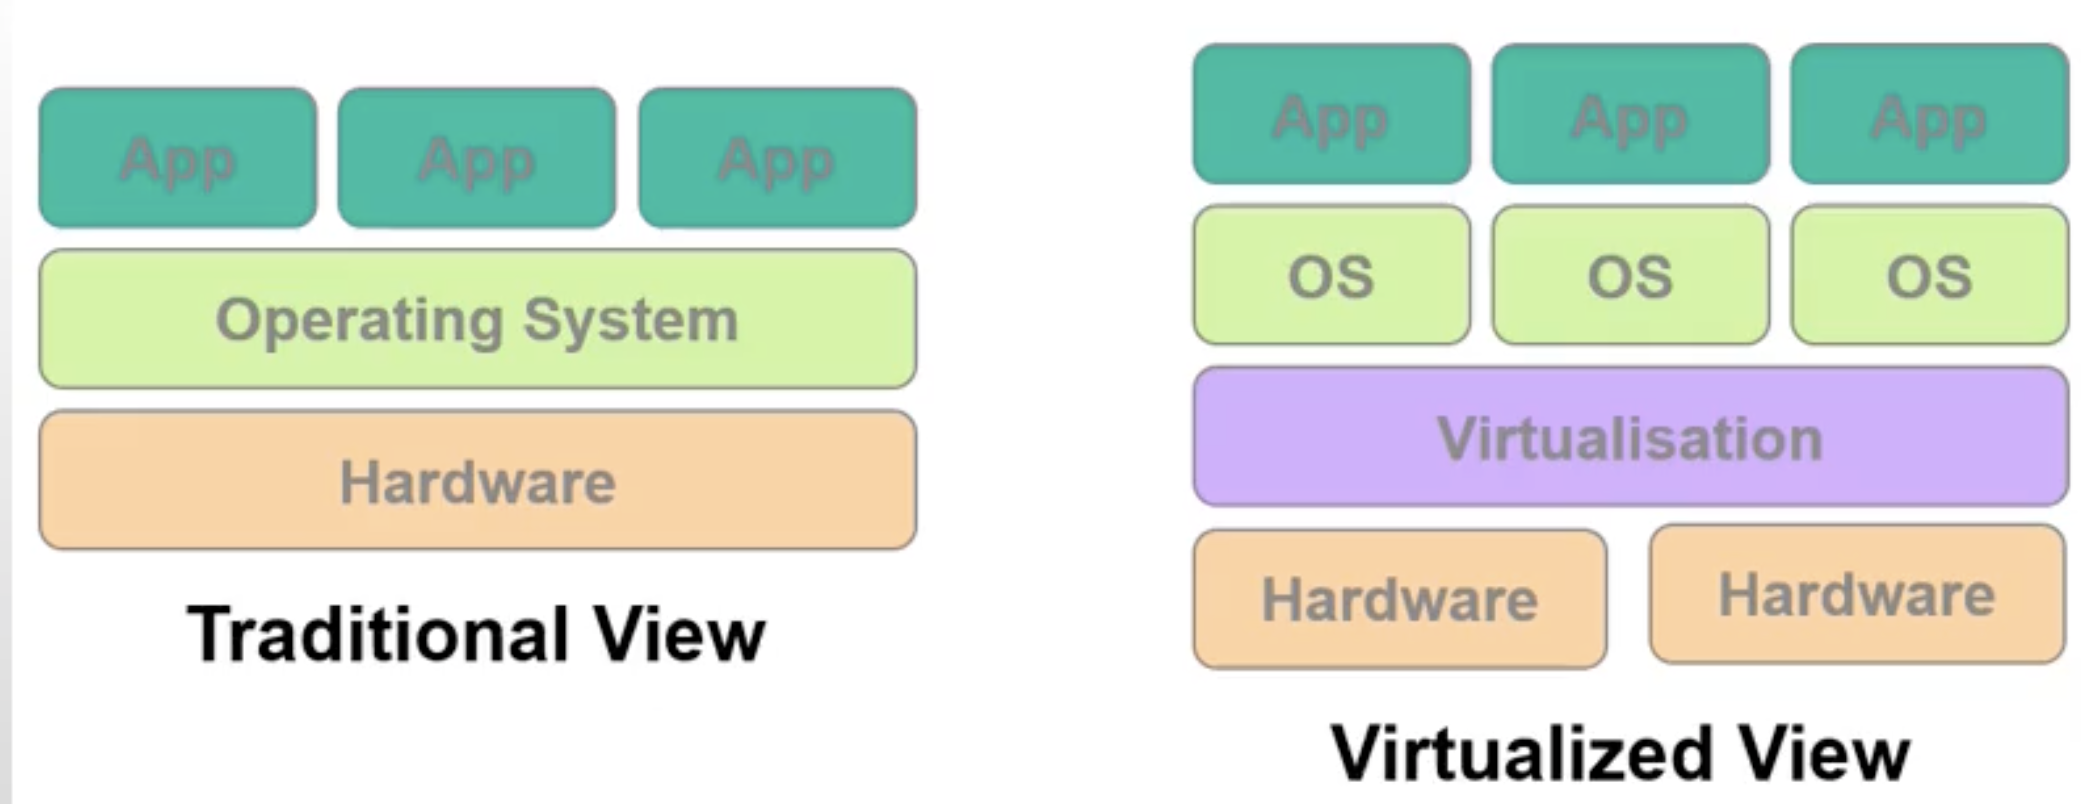 App App App
Operating System
Hardware
Traditional View
App App App
OS OS OS
Virtualisation
Hardware Hardware
Virtualized View